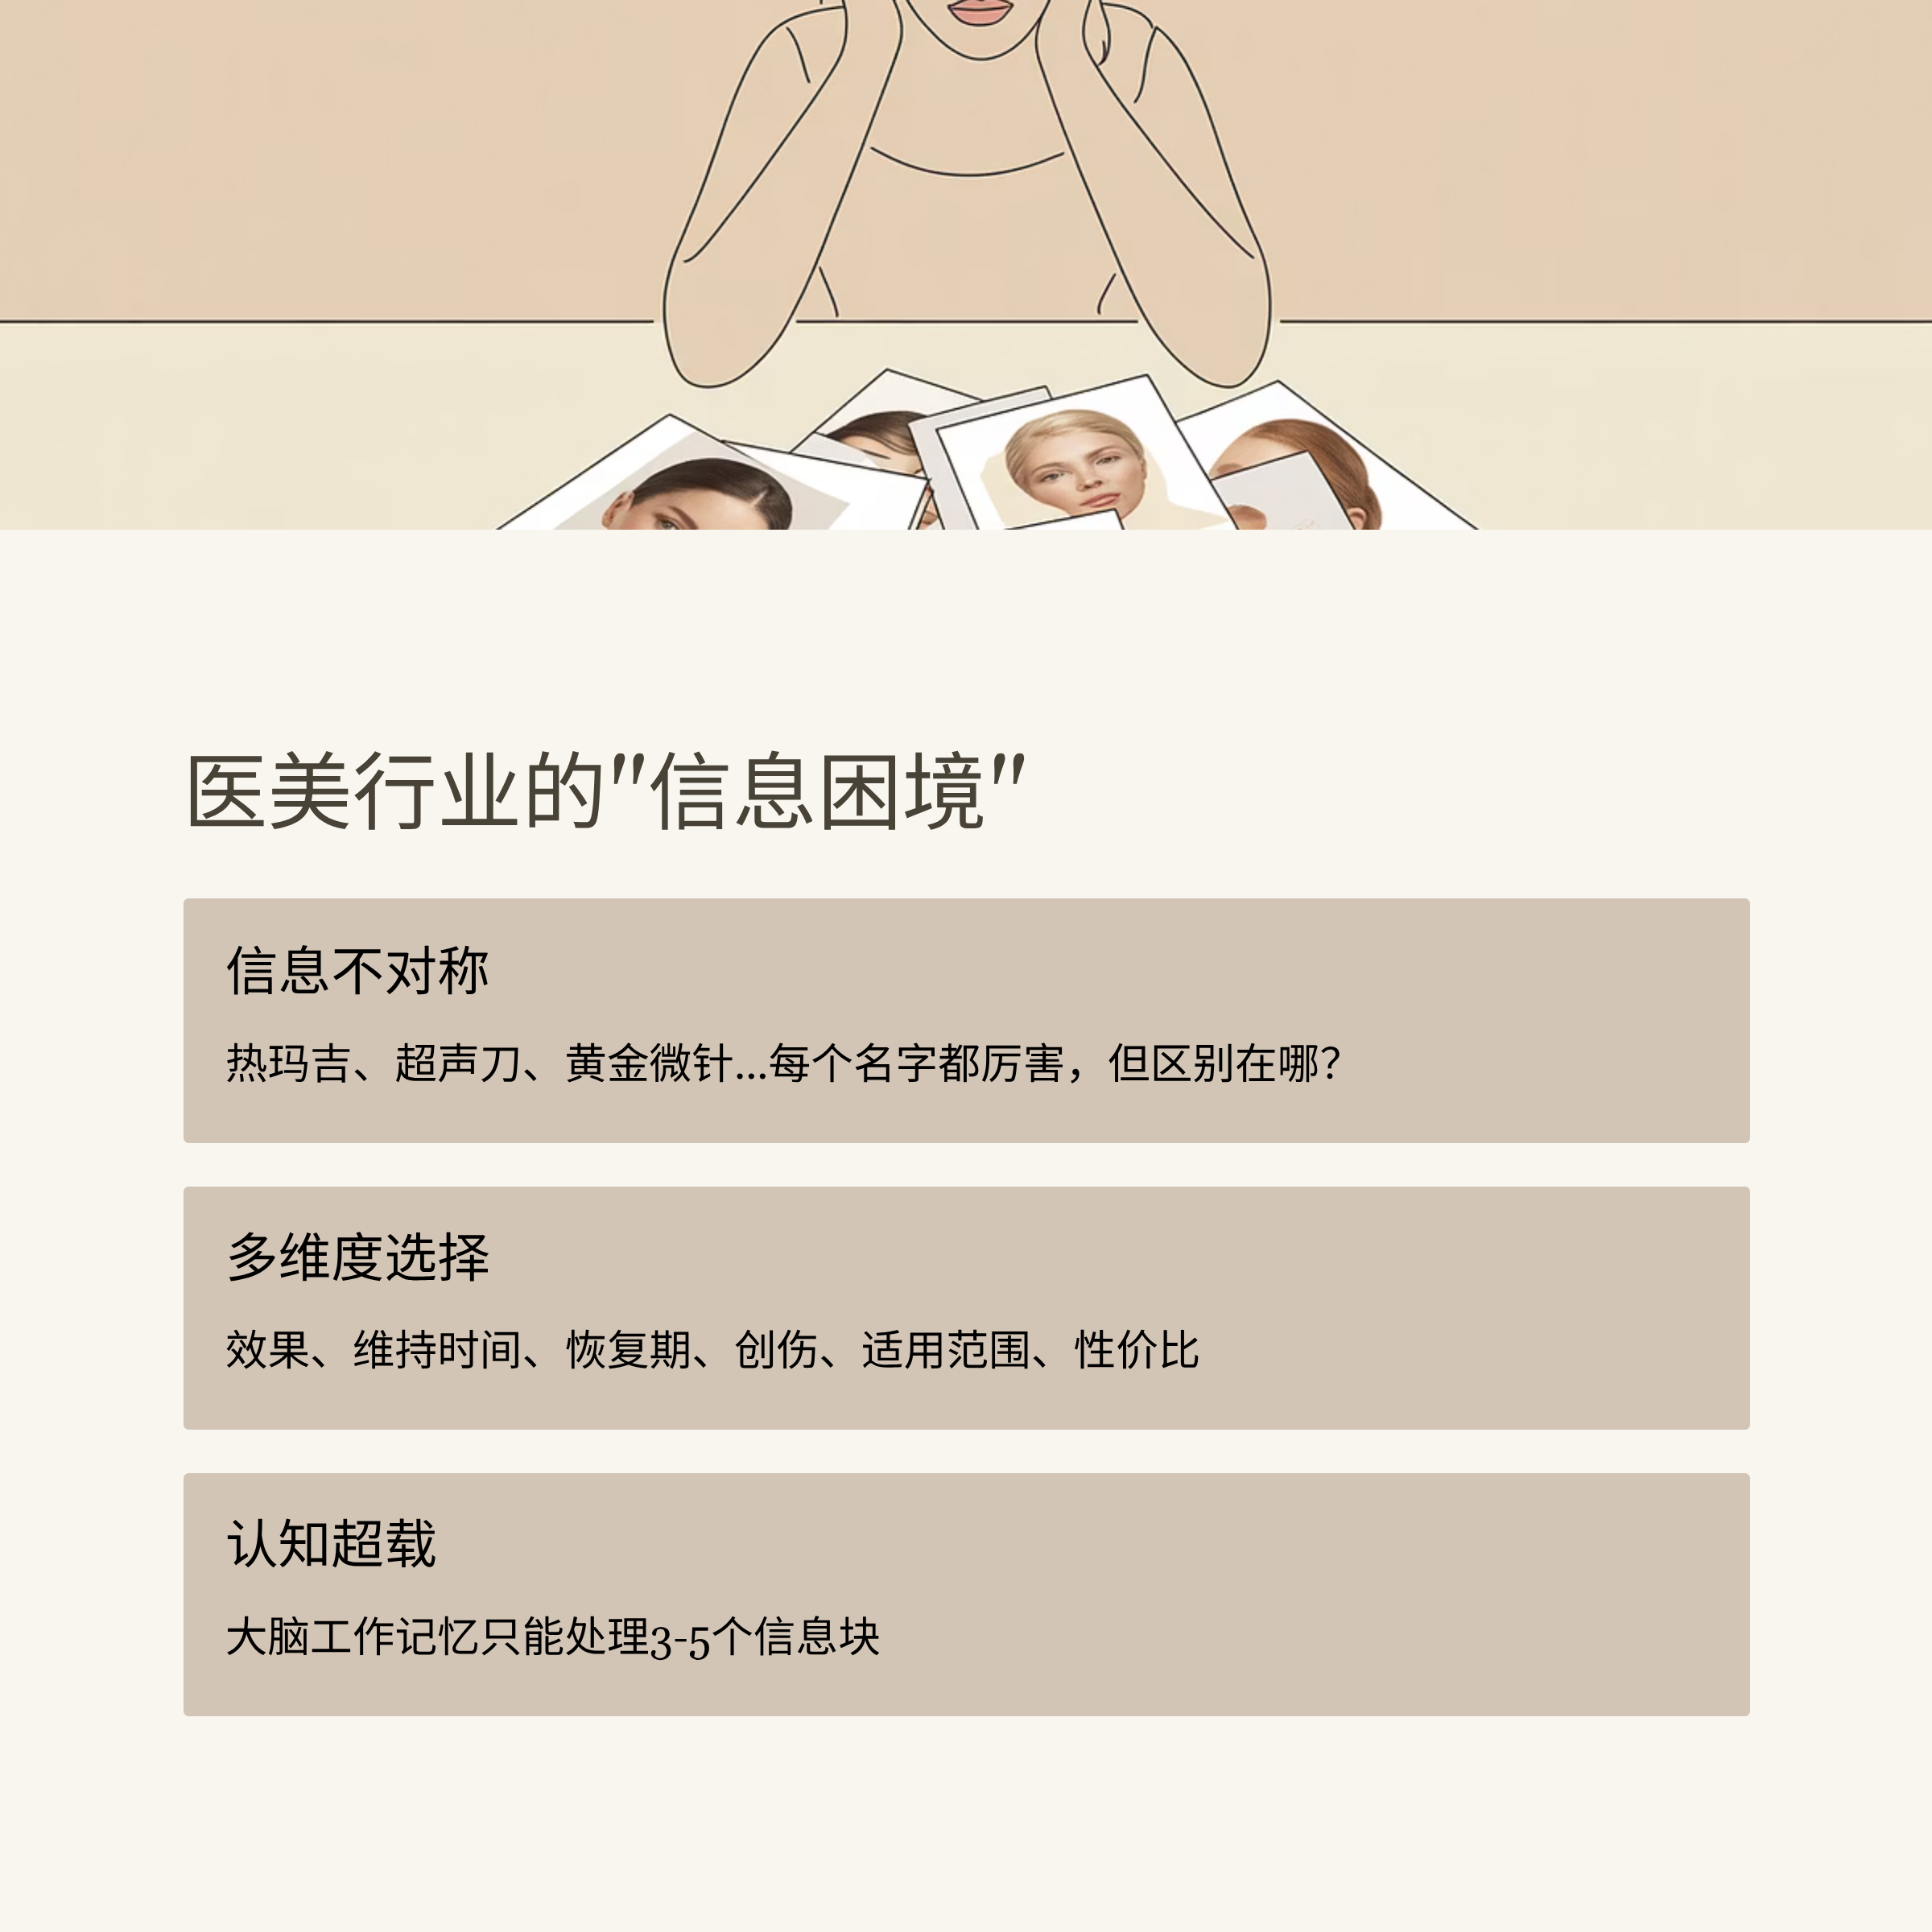 医美行业的"信息困境"
信息不对称
热玛吉、超声刀、黄金微针...每个名字都厉害，但区别在哪？
多维度选择
效果、维持时间、恢复期、创伤、适用范围、性价比
认知超载
大脑工作记忆只能处理3-5个信息块